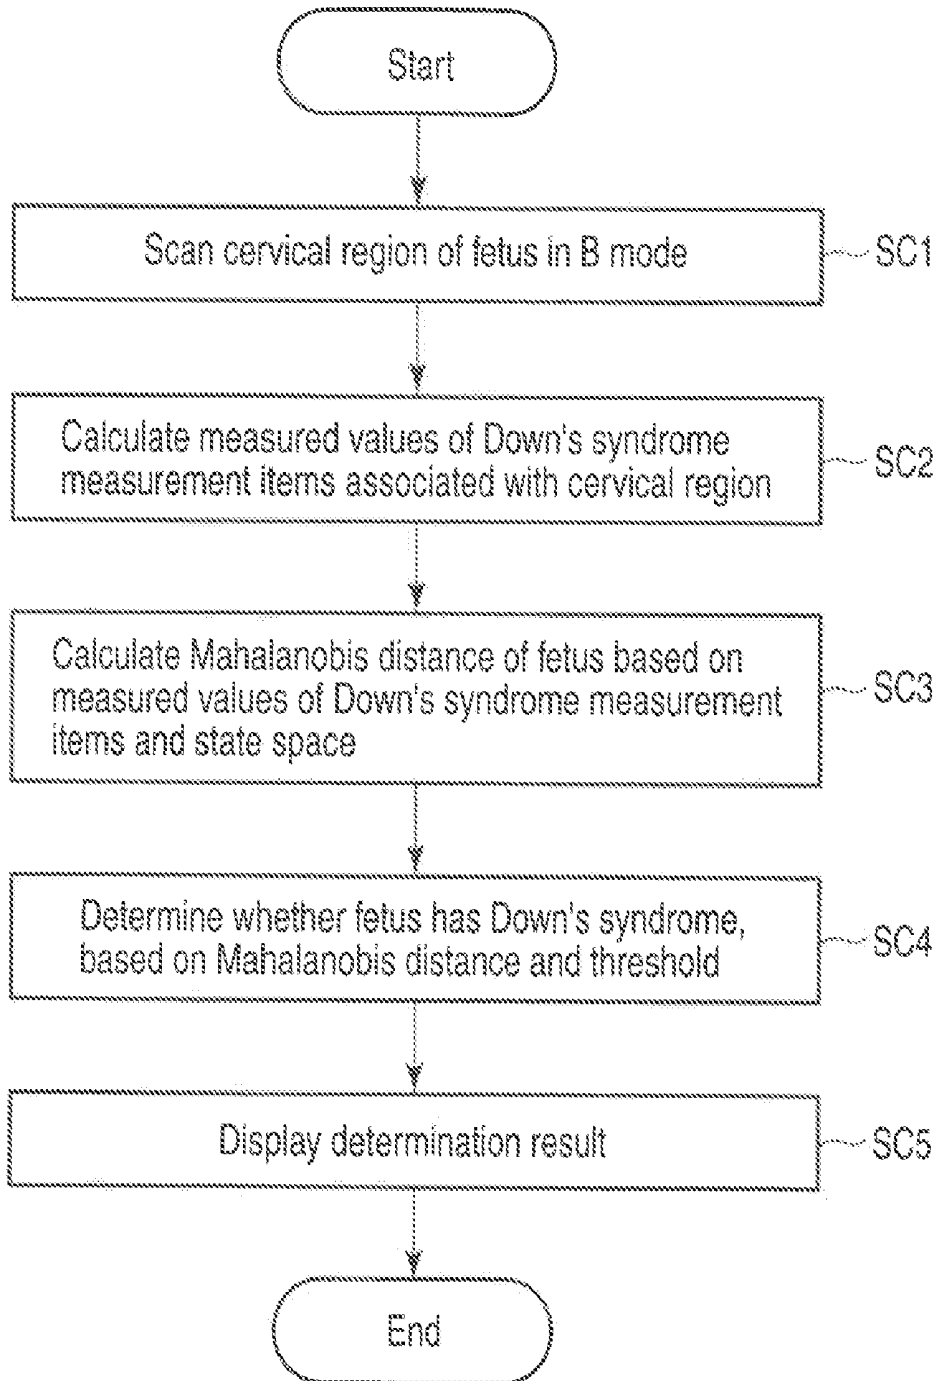 Start
Scan cervical region of fetus in B mode
SC1
Calculate measured values of Down's syndrome
measurement items associated with cervical region
SC2
Calculate Mahalanobis distance of fetus based on
measured values of Down's syndrome measurement
items and state space
SC3
Determine whether fetus has Down's syndrome,
based on Mahalanobis distance and threshold
SC4
Display determination result
SC5
End